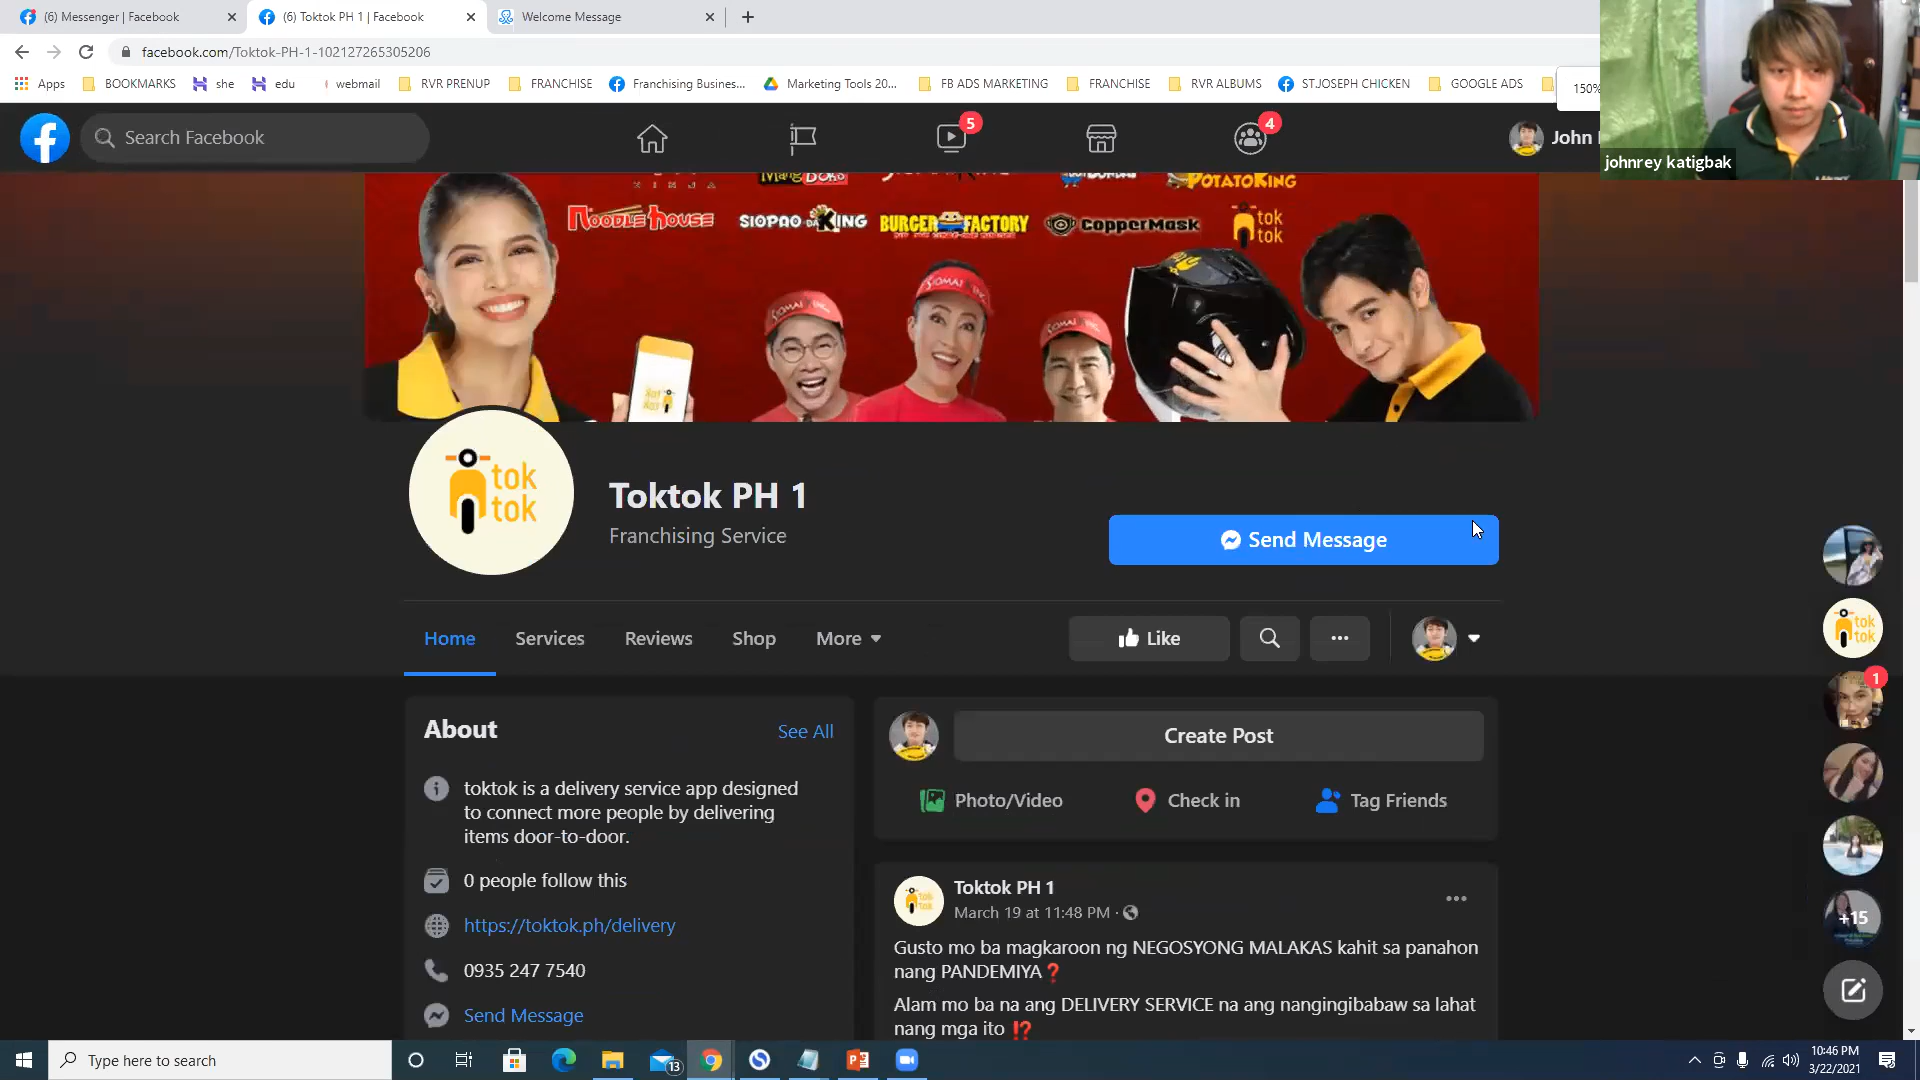 (6) Messenger | Facebook
(6) Toktok PH 1 | Facebook
Welcome Message
facebook.com/Toktok-PH-1-102127265305206
Apps
BOOKMARKS
she
edu
webmail
RVR PRENUP
FRANCHISE
Franchising Busines...
Marketing Tools 20...
FB ADS MARKETING
FRANCHISE
RVR ALBUMS
ST.JOSEPH CHICKEN
GOOGLE ADS
150%
Search Facebook
5
4
John
johnrey katigbak
POTATOKING
NOODLE HOUSE
SIOPAO DA KING
BURGER FACTORY
COPPERMASK
tok
tok
SIOMAI KING
tok
tok
Toktok PH 1
Franchising Service
Send Message
Home
Services
Reviews
Shop
More
Like
About
See All
toktok is a delivery service app designed
to connect more people by delivering
items door-to-door.
0 people follow this
https://toktok.ph/delivery
0935 247 7540
Send Message
Create Post
Photo/Video
Check in
Tag Friends
Toktok PH 1
March 19 at 11:48 PM ·
Gusto mo ba magkaroon ng NEGOSYONG MALAKAS kahit sa panahon
nang PANDEMIYA❓
Alam mo ba na ang DELIVERY SERVICE na ang nangingibabaw sa lahat
nang mga ito ⁉
tok
tok
1
+15
Type here to search
13
10:46 PM
3/22/2021